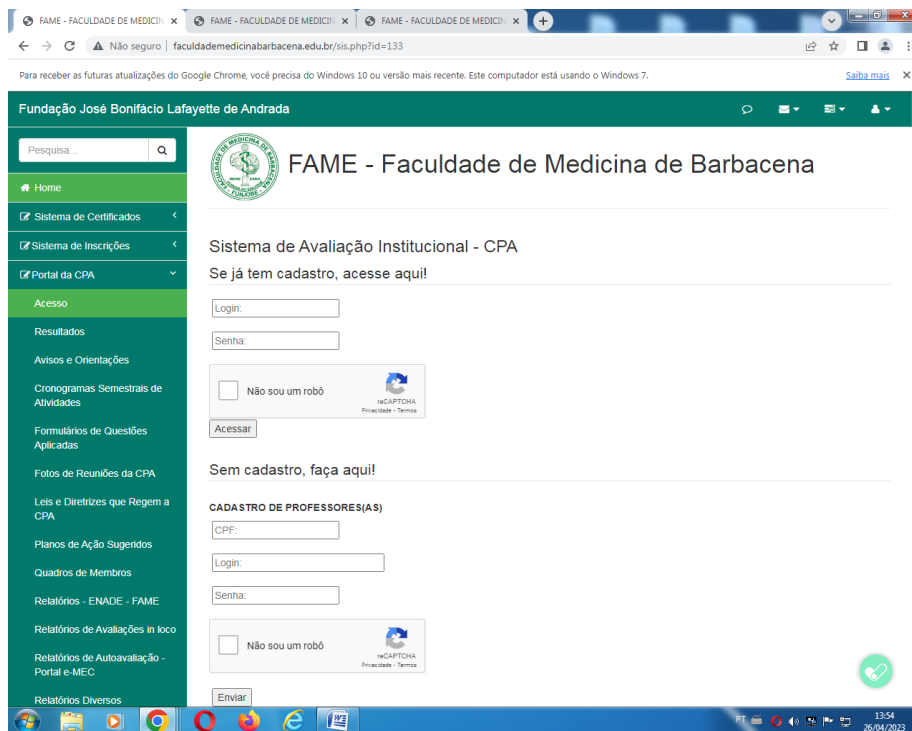 FAME - FACULDADE DE MEDICIN
FAME - FACULDADE DE MEDICIN
FAME - FACULDADE DE MEDICIN
Não seguro | faculdademedicinabarbacena.edu.br/sis.php?id=133
Para receber as futuras atualizações do Google Chrome, você precisa do Windows 10 ou versão mais recente. Este computador está usando o Windows 7.
Saiba mais
Fundação José Bonifácio Lafayette de Andrada
Pesquisa...
Home
Sistema de Certificados
Sistema de Inscrições
Portal da CPA
Acesso
Resultados
Avisos e Orientações
Cronogramas Semestrais de
Atividades
Formulários de Questões
Aplicadas
Fotos de Reuniões da CPA
Leis e Diretrizes que Regem a
CPA
Planos de Ação Sugeridos
Quadros de Membros
Relatórios - ENADE - FAME
Relatórios de Avaliações in loco
Relatórios de Autoavaliação -
Portal e-MEC
Relatórios Diversos
FAME - Faculdade de Medicina de Barbacena
Sistema de Avaliação Institucional - CPA
Se já tem cadastro, acesse aqui!
Login:
Senha:
Não sou um robô
reCAPTCHA
Privacidade - Termos
Acessar
Sem cadastro, faça aqui!
CADASTRO DE PROFESSORES(AS)
CPF:
Login:
Senha:
Não sou um robô
reCAPTCHA
Privacidade - Termos
Enviar
PT
13:54
26/04/2023